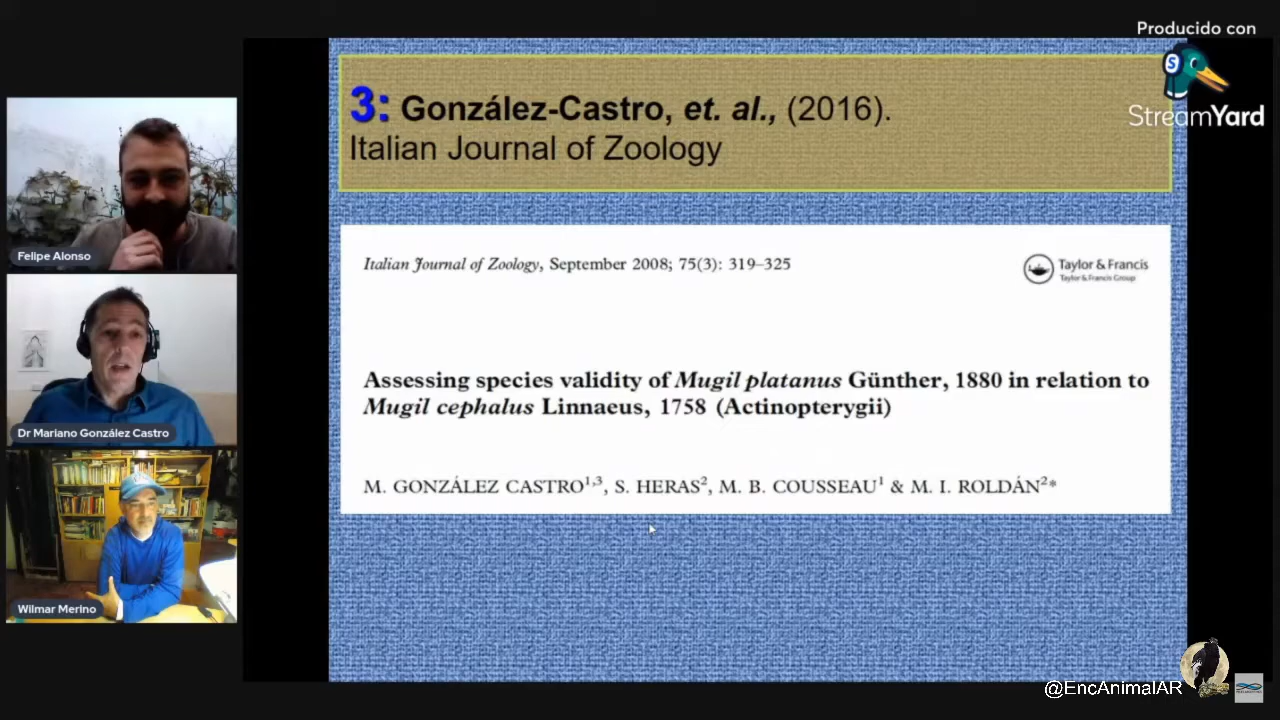 Producido con
StreamYard
3: González-Castro, et. al., (2016).
Italian Journal of Zoology
Italian Journal of Zoology, September 2008; 75(3): 319–325
Taylor & Francis
Taylor & Francis Group
Assessing species validity of Mugil platanus Günther, 1880 in relation to
Mugil cephalus Linnaeus, 1758 (Actinopterygii)
M. GONZÁLEZ CASTRO1,3, S. HERAS2, M. B. COUSSEAU1 & M. I. ROLDÁN2*
Felipe Alonso
Dr Mariano González Castro
Wilmar Merino
@EncAnimalAR